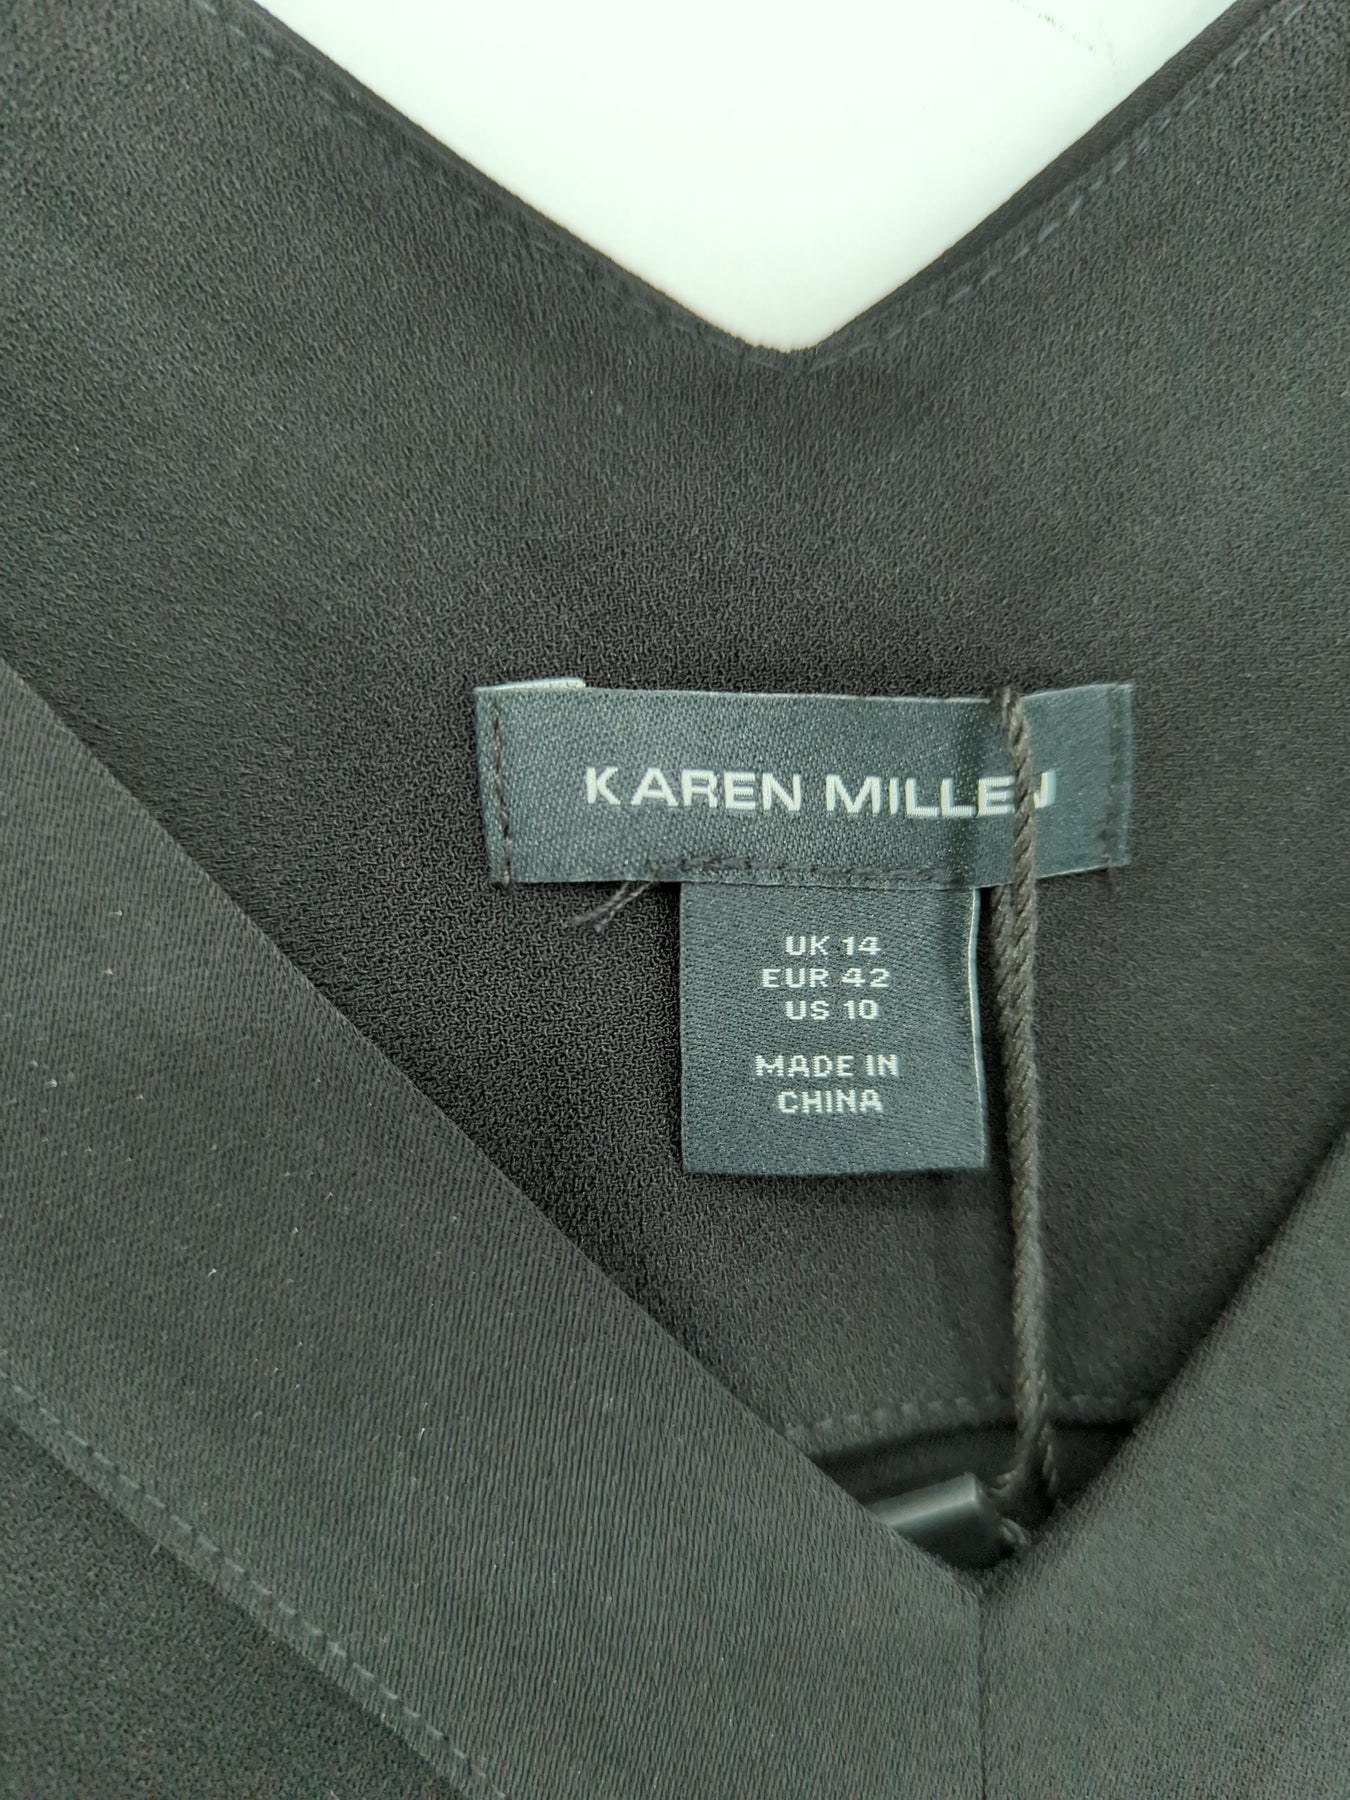 KAREN MILLEN
UK 14
EUR 42
US 10
MADE IN
CHINA